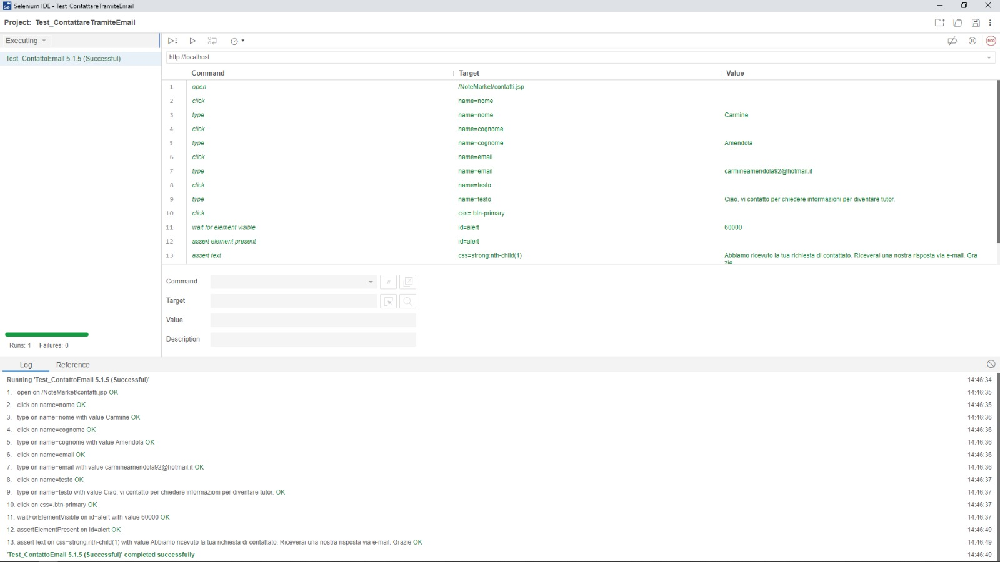 Selenium IDE - Test_ContattareTramiteEmail
Project: Test_ContattareTramiteEmail
Executing
Test_ContattoEmail 5.1.5 (Successful)
http://localhost
Command Target Value
1 open /NoteMarket/contatti.jsp
2 click name=nome
3 type name=nome Carmine
4 click name=cognome
5 type name=cognome Amendola
6 click name=email
7 type name=email carmineamendola92@hotmail.it
8 click name=testo
9 type name=testo Ciao, vi contatto per chiedere informazioni per diventare tutor.
10 click css=.btn-primary
11 wait for element visible id=alert 60000
12 assert element present id=alert
13 assert text css=strong:nth-child(1) Abbiamo ricevuto la tua richiesta di contattato. Riceverai una nostra risposta via e-mail. Gra
zie
Command //
Target
Value
Description
Runs: 1 Failures: 0
Log Reference
Running 'Test_ContattoEmail 5.1.5 (Successful)' 14:46:34
1. open on /NoteMarket/contatti.jsp OK 14:46:35
2. click on name=nome OK 14:46:35
3. type on name=nome with value Carmine OK 14:46:36
4. click on name=cognome OK 14:46:36
5. type on name=cognome with value Amendola OK 14:46:36
6. click on name=email OK 14:46:36
7. type on name=email with value carmineamendola92@hotmail.it OK 14:46:36
8. click on name=testo OK 14:46:37
9. type on name=testo with value Ciao, vi contatto per chiedere informazioni per diventare tutor. OK 14:46:37
10. click on css=.btn-primary OK 14:46:37
11. waitForElementVisible on id=alert with value 60000 OK 14:46:37
12. assertElementPresent on id=alert OK 14:46:49
13. assertText on css=strong:nth-child(1) with value Abbiamo ricevuto la tua richiesta di contattato. Riceverai una nostra risposta via e-mail. Grazie OK 14:46:49
'Test_ContattoEmail 5.1.5 (Successful)' completed successfully 14:46:49